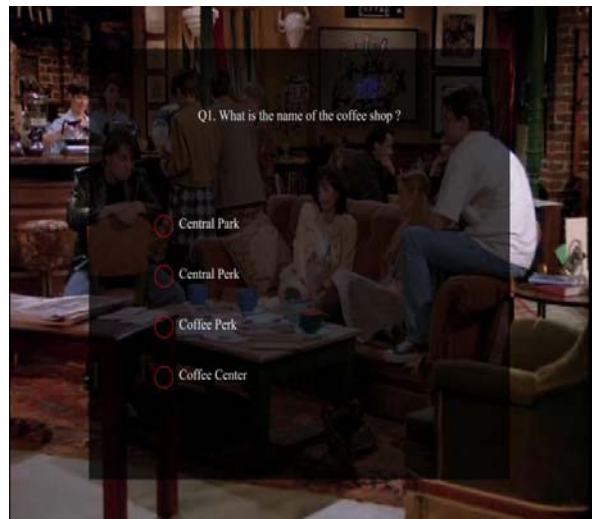 Q1. What is the name of the coffee shop ?
Central Park
Central Perk
Coffee Perk
Coffee Center